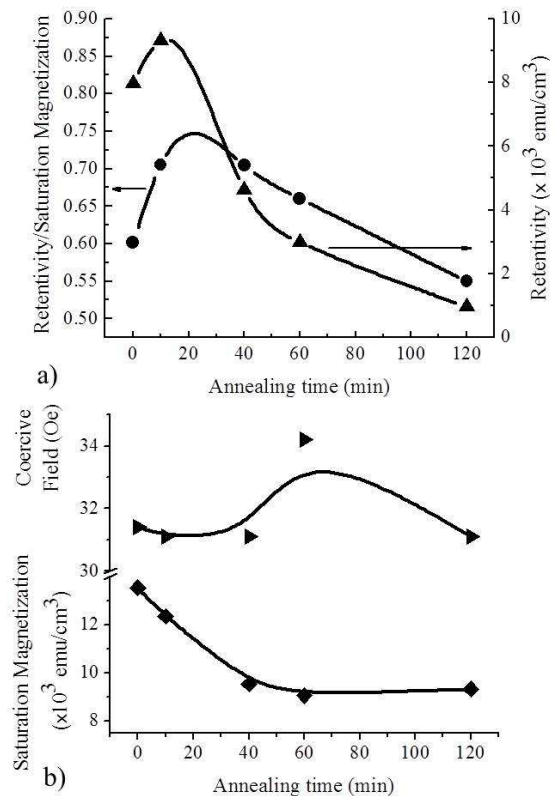 Retentivity/Saturation Magnetization
0.90
0.85
0.80
0.75
0.70
0.65
0.60
0.55
0.50
10
8
6
4
2
0
Retentivity (x 10³ emu/cm³)
0 20 40 60 80 100 120
Annealing time (min)
a)
Coercive
Field (Oe)
34
32
30
Saturation Magnetization
(x10³ emu/cm³)
12
10
8
0 20 40 60 80 100 120
Annealing time (min)
b)